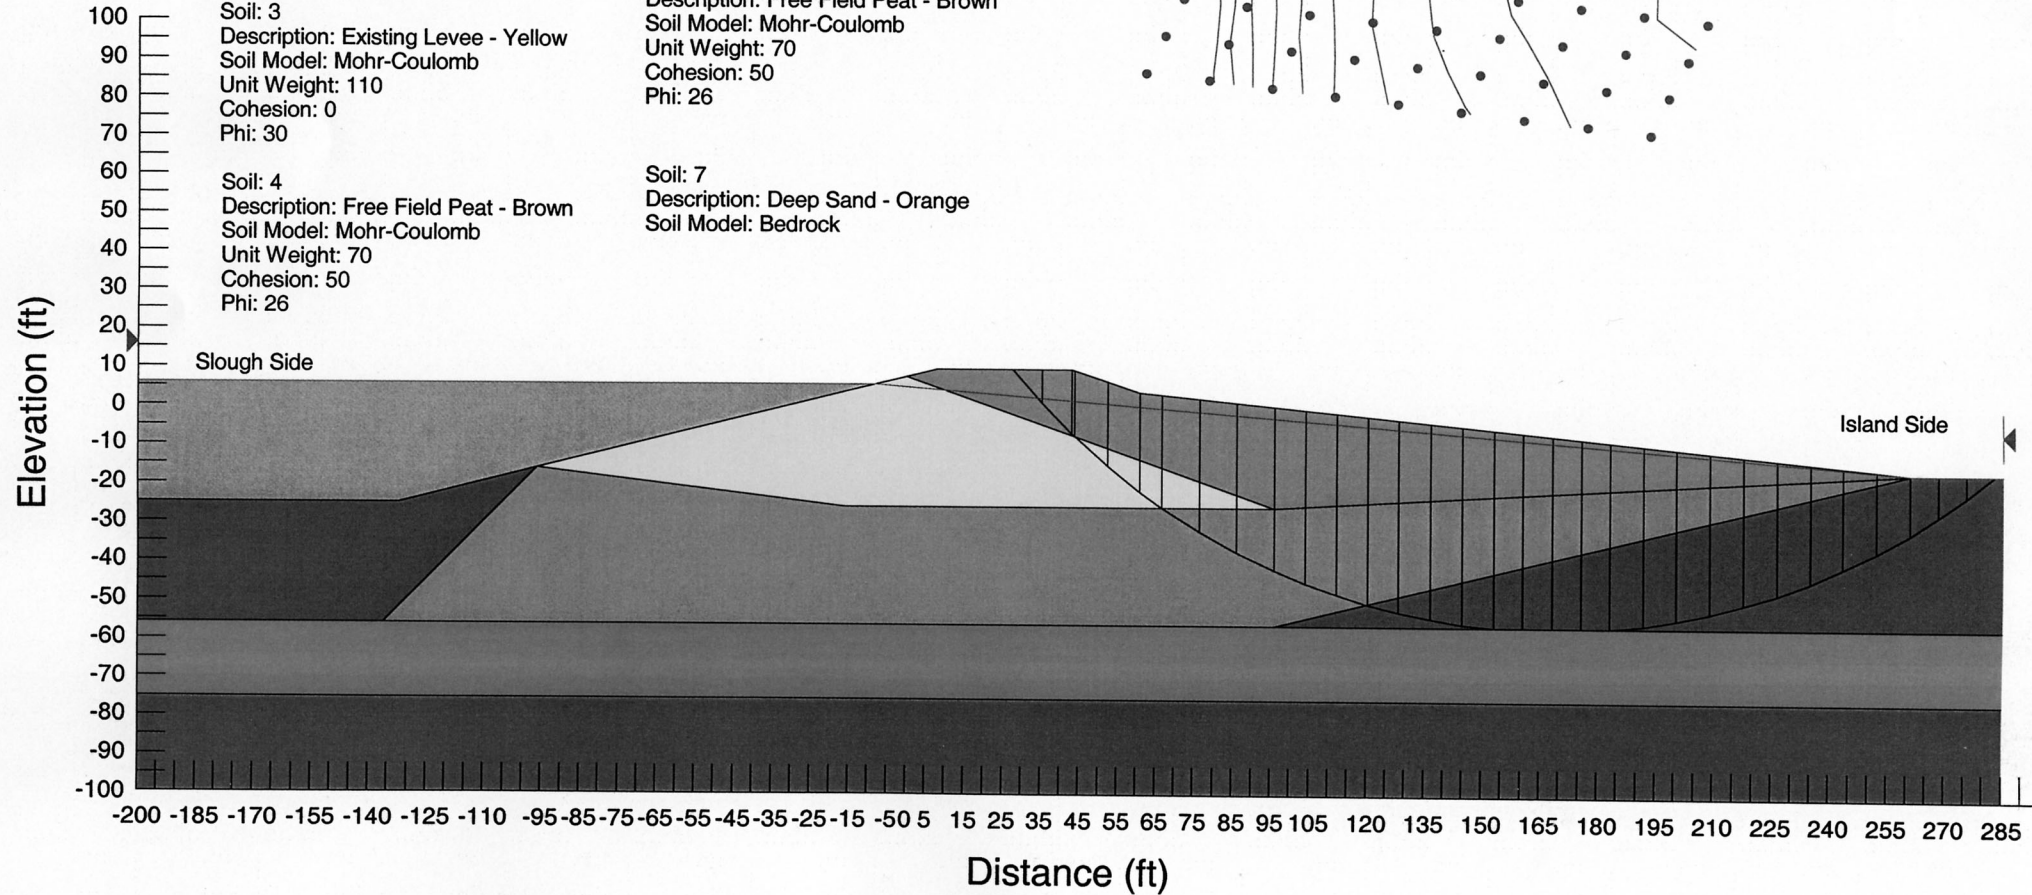 Soil: 3
Description: Existing Levee - Yellow
Soil Model: Mohr-Coulomb
Unit Weight: 110
Cohesion: 0
Phi: 30
Soil: 4
Description: Free Field Peat - Brown
Soil Model: Mohr-Coulomb
Unit Weight: 70
Cohesion: 50
Phi: 26
Description: Free Field Peat - Brown
Soil Model: Mohr-Coulomb
Unit Weight: 70
Cohesion: 50
Phi: 26
Soil: 7
Description: Deep Sand - Orange
Soil Model: Bedrock
Slough Side
Island Side
Elevation (ft)
100
90
80
70
60
50
40
30
20
10
0
-10
-20
-30
-40
-50
-60
-70
-80
-90
-100
-200 -185 -170 -155 -140 -125 -110 -95 -85 -75 -65 -55 -45 -35 -25 -15 -5 0 5 15 25 35 45 55 65 75 85 95 105 120 135 150 165 180 195 210 225 240 255 270 285
Distance (ft)